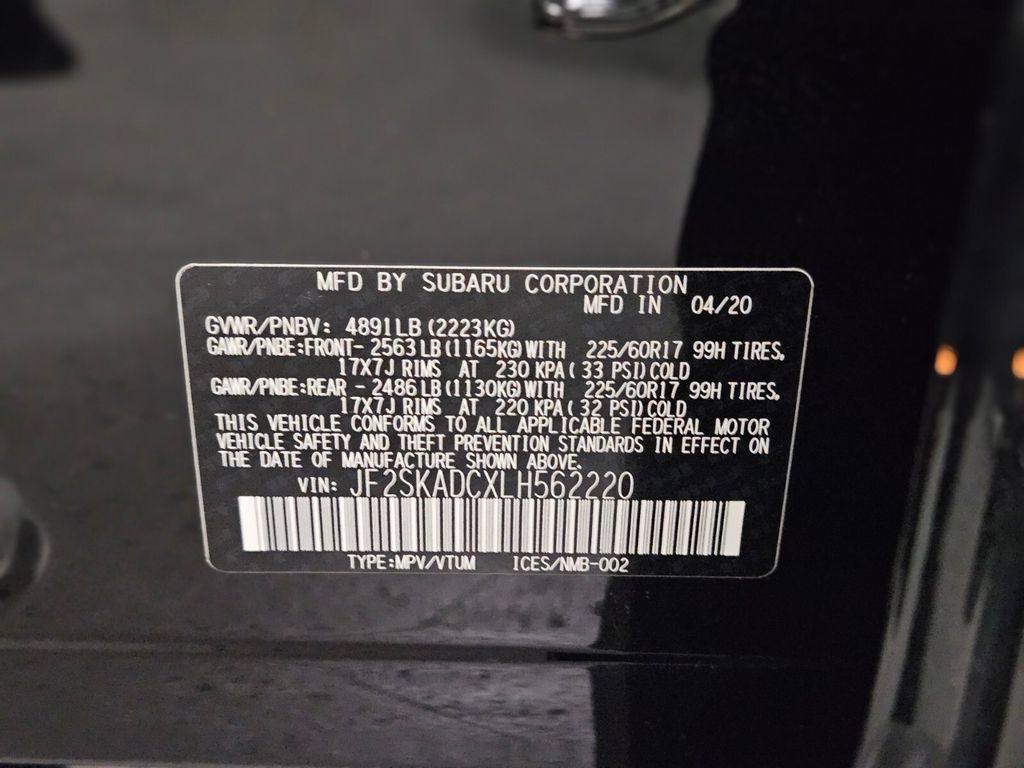 MFD BY SUBARU CORPORATION
MFD IN 04/20
GVWR/PNBV: 4891LB(2223KG)
GAWR/PNBE:FRONT- 2563LB(1165KG)WITH 225/60R17 99H TIRES,
17X7J RIMS AT 230 KPA( 33 PSI)COLD
GAWR/PNBE:REAR - 2486LB(1130KG)WITH 225/60R17 99H TIRES,
17X7J RIMS AT 220 KPA( 32 PSI)COLD
THIS VEHICLE CONFORMS TO ALL APPLICABLE FEDERAL MOTOR
VEHICLE SAFETY AND THEFT PREVENTION STANDARDS IN EFFECT ON
THE DATE OF MANUFACTURE SHOWN ABOVE.
VIN: JF2SKADCXLH562220
TYPE:MPV/VTUM ICES/NMB-002